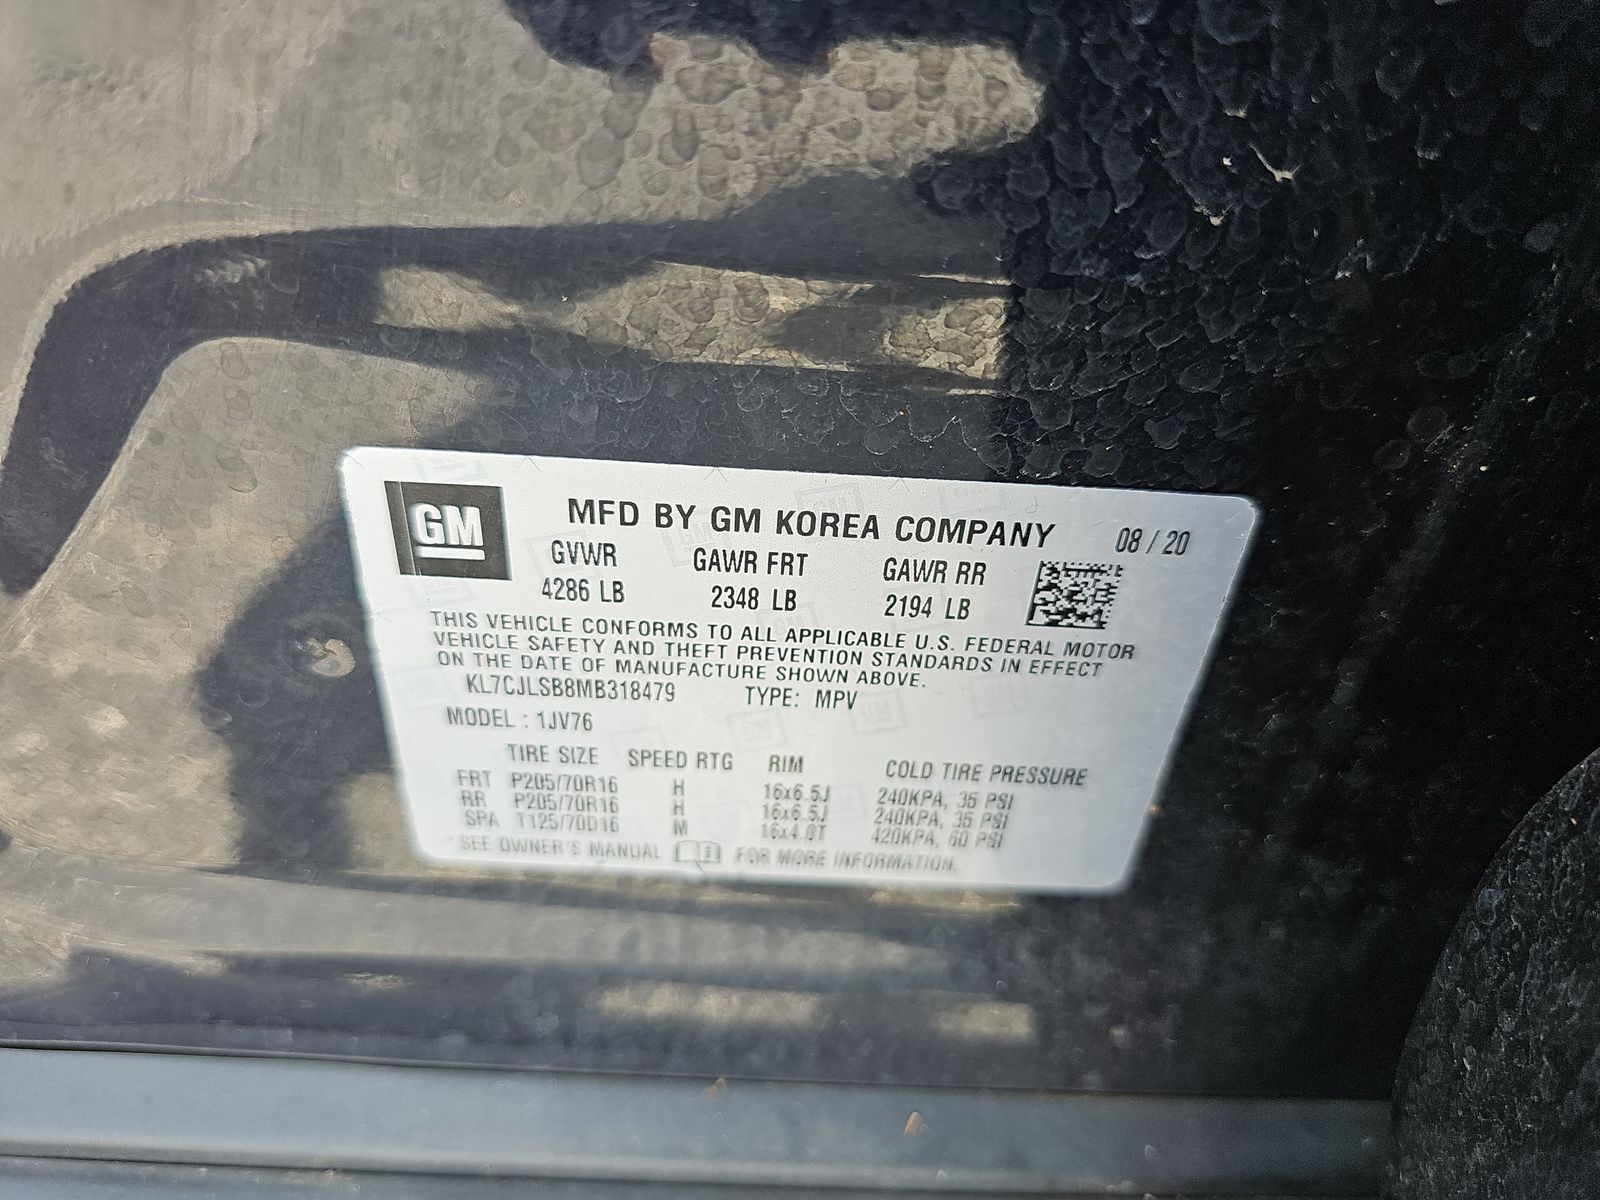 GM
MFD BY GM KOREA COMPANY 08 / 20
GVWR GAWR FRT GAWR RR
4286 LB 2348 LB 2194 LB
THIS VEHICLE CONFORMS TO ALL APPLICABLE U.S. FEDERAL MOTOR
VEHICLE SAFETY AND THEFT PREVENTION STANDARDS IN EFFECT
ON THE DATE OF MANUFACTURE SHOWN ABOVE.
KL7CJLSB8MB318479 TYPE: MPV
MODEL : 1JV76
TIRE SIZE SPEED RTG RIM COLD TIRE PRESSURE
FRT P205/70R16 H 16x6.5J 240KPA, 35 PSI
RR P205/70R16 H 16x6.5J 240KPA, 35 PSI
SPA T125/70D16 M 16x4.0T 420KPA, 60 PSI
* SEE OWNER'S MANUAL FOR MORE INFORMATION.